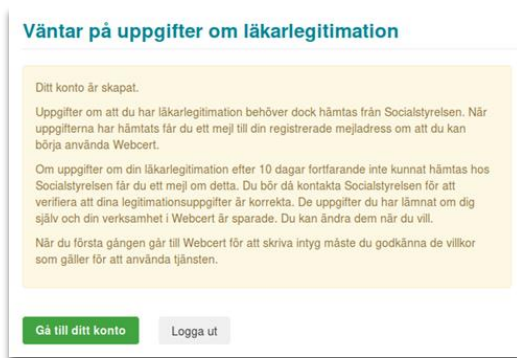 Väntar på uppgifter om läkarlegitimation
Ditt konto är skapat.
Uppgifter om att du har läkarlegitimation behöver dock hämtas från Socialstyrelsen. När
uppgifterna har hämtats får du ett mejl till din registrerade mejladress om att du kan
börja använda Webcert.
Om uppgifter om din läkarlegitimation efter 10 dagar fortfarande inte kunnat hämtas hos
Socialstyrelsen får du ett mejl om detta. Du bör då kontakta Socialstyrelsen för att
verifiera att dina legitimationsuppgifter är korrekta. De uppgifter du har lämnat om dig
själv och din verksamhet i Webcert är sparade. Du kan ändra dem när du vill.
När du första gången går till Webcert för att skriva intyg måste du godkänna de villkor
som gäller för att använda tjänsten.
Gå till ditt konto
Logga ut